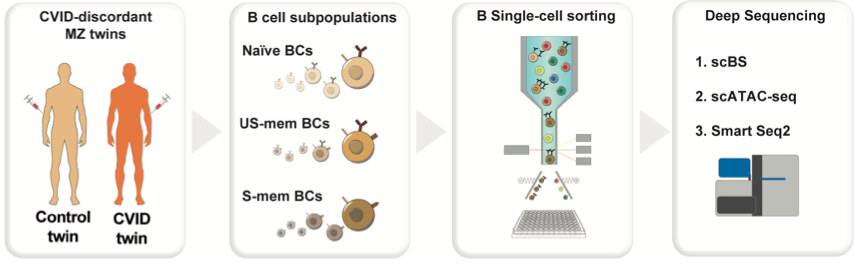 CVID-discordant
MZ twins
Control
twin
CVID
twin
B cell subpopulations
Naïve BCs
US-mem BCs
S-mem BCs
B Single-cell sorting
Deep Sequencing
1. scBS
2. scATAC-seq
3. Smart Seq2